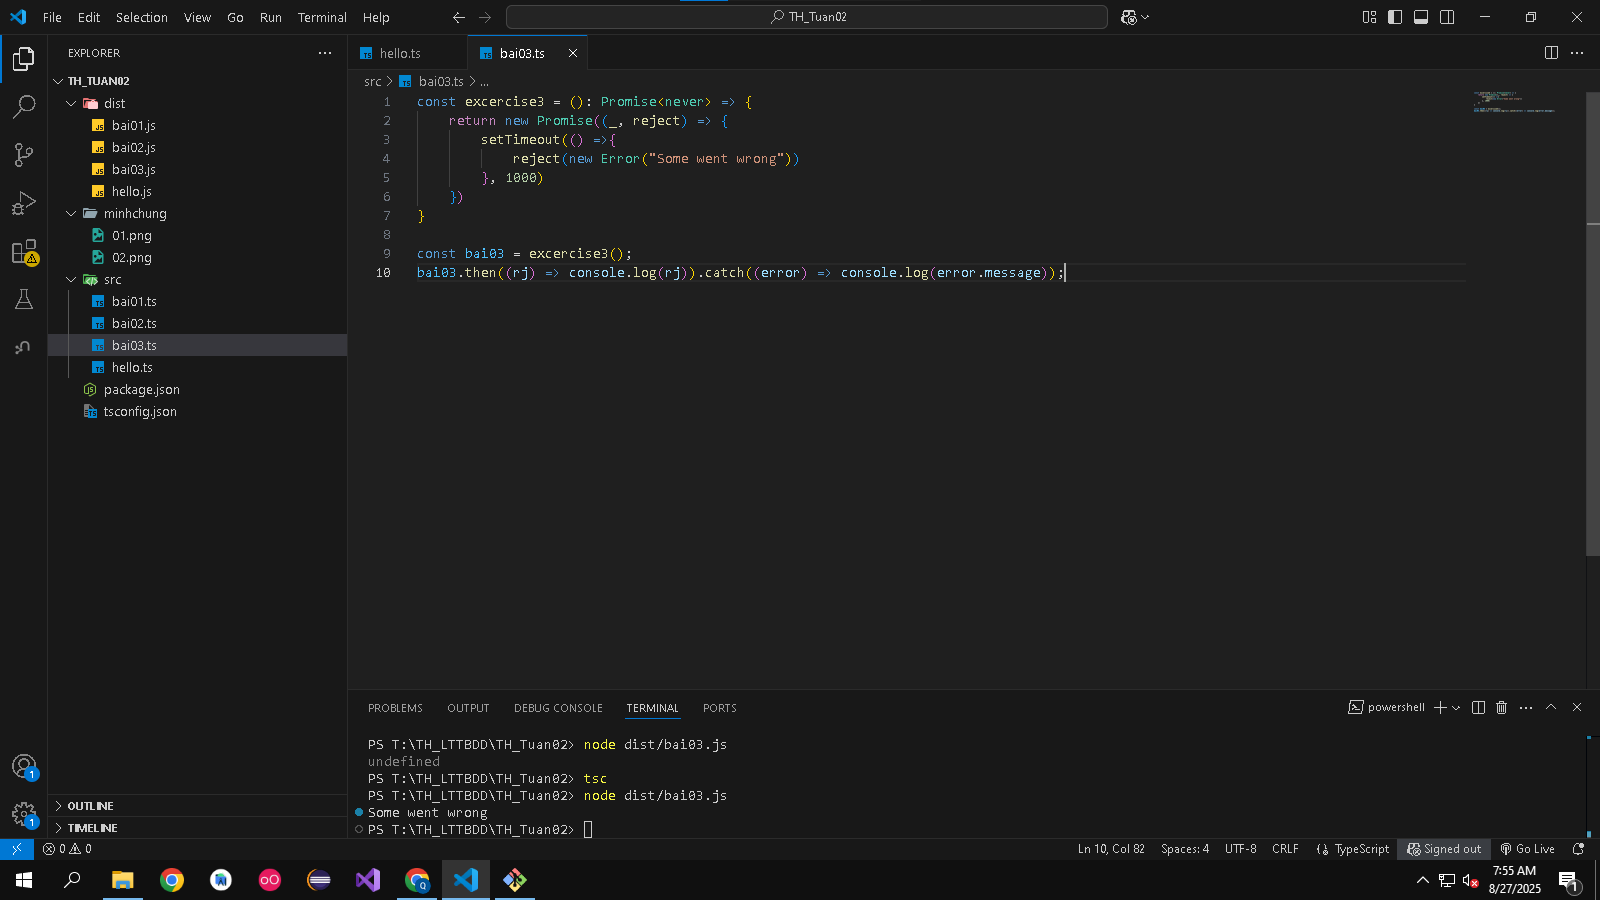 File Edit Selection View Go Run Terminal Help
TH_Tuan02
EXPLORER
TH_TUAN02
dist
bai01.js
bai02.js
bai03.js
hello.js
minhchung
01.png
02.png
src
bai01.ts
bai02.ts
bai03.ts
hello.ts
package.json
tsconfig.json
OUTLINE
TIMELINE
hello.ts
bai03.ts
src > bai03.ts > ...
1 const excercise3 = (): Promise<never> => {
2 return new Promise((_, reject) => {
3 setTimeout(() =>{
4 reject(new Error("Some went wrong"))
5 }, 1000)
6 })
7 }
8
9 const bai03 = excercise3();
10 bai03.then((rj) => console.log(rj)).catch((error) => console.log(error.message));
PROBLEMS OUTPUT DEBUG CONSOLE TERMINAL PORTS
powershell
PS T:\TH_LTTBDD\TH_Tuan02> node dist/bai03.js
undefined
PS T:\TH_LTTBDD\TH_Tuan02> tsc
PS T:\TH_LTTBDD\TH_Tuan02> node dist/bai03.js
Some went wrong
PS T:\TH_LTTBDD\TH_Tuan02>
1
1
0 0
Ln 10, Col 82 Spaces: 4 UTF-8 CRLF TypeScript Signed out Go Live
7:55 AM
8/27/2025
1